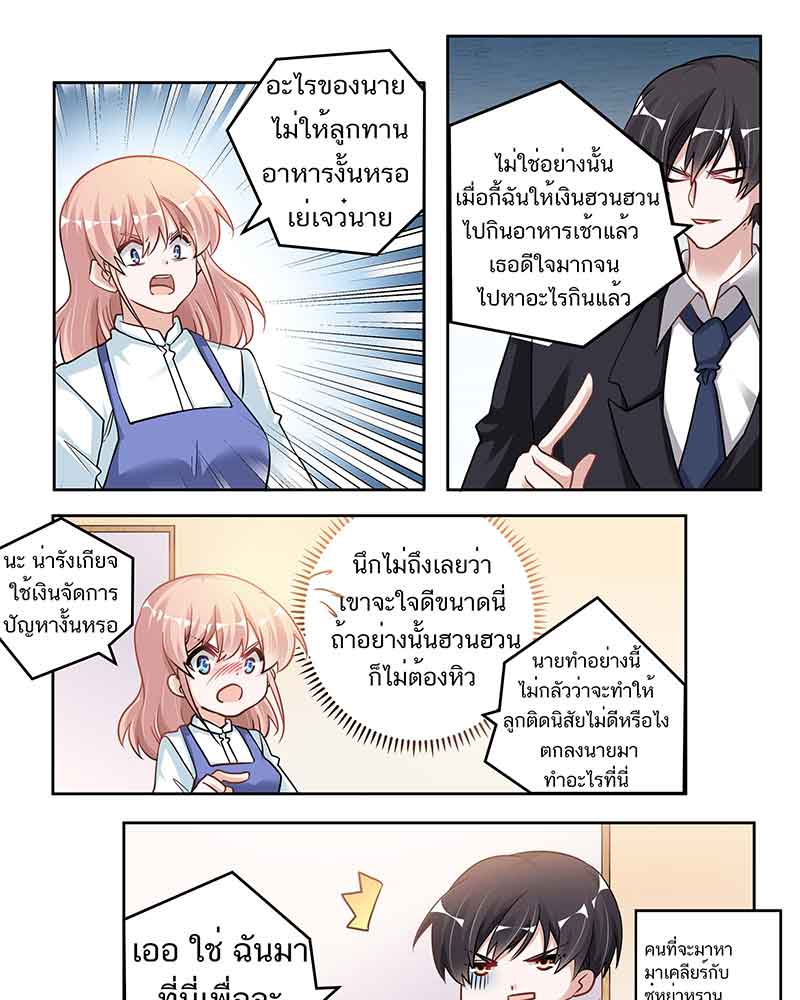 อะไรของนาย
ไม่ให้ลูกทาน
อาหารงั้นหรอ
เย่เจวํนาย
ไม่ใช่อย่างนั้น
เมื่อกี้ฉันให้เงินฮวนฮวน
ไปกินอาหารเช้าแล้ว
เธอดีใจมากจน
ไปหาอะไรกินแล้ว
นะ น่ารังเกียจ
ใช้เงินจัดการ
ปัญหางั้นหรอ
นึกไม่ถึงเลยว่า
เขาจะใจดีขนาดนี่
ถ้าอย่างนั้นฮวนฮวน
ก็ไม่ต้องหิว
นายทำอย่างนี้
ไม่กลัวว่าจะทำให้
ลูกติดนิสัยไม่ดีหรือไง
ตกลงนายมา
ทำอะไรที่นี่
เออ ใช่ ฉันมา
ที่นี่เพื่อจะ
คนที่จะมาหา
มาเคลียร์กับ